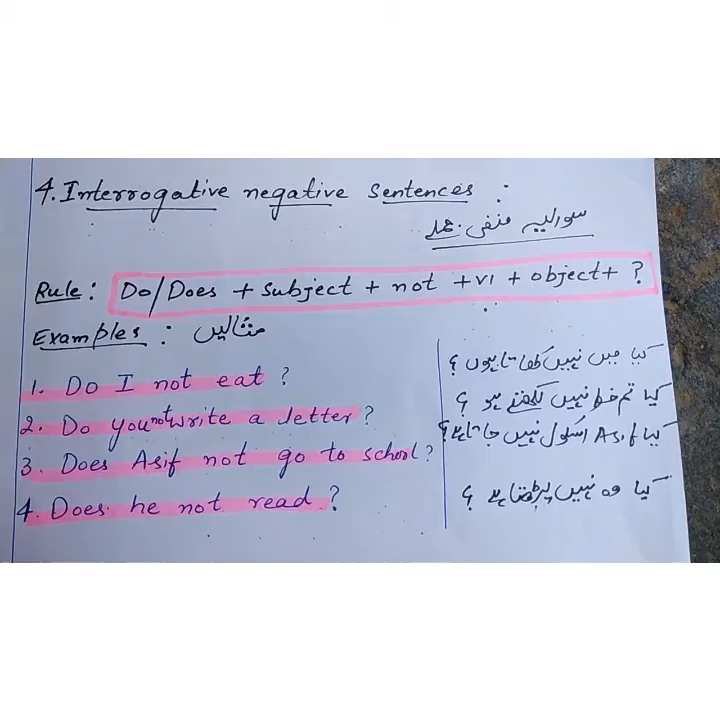 4. Interrogative negative sentences :
سوالیہ منفی جملے
Rule : Do/Does + subject + not + v1 + object + ?
Examples : مثالیں
1. Do I not eat ?
کیا میں نہیں کھاتا ہوں ؟
2. Do you not write a letter ?
کیا تم خط نہیں لکھتے ہو ؟
3. Does Asif not go to school ?
کیا Asif اسکول نہیں جاتا ہے ؟
4. Does he not read ?
کیا وہ نہیں پڑھتا ہے ؟